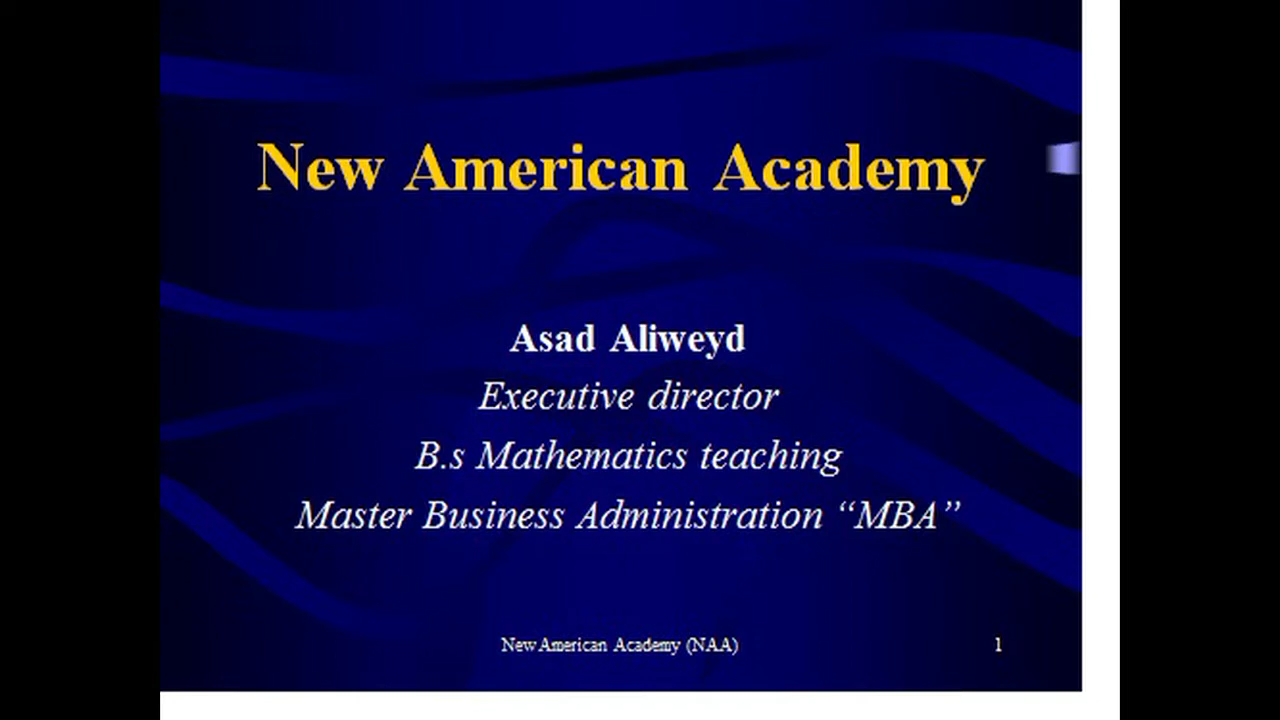 New American Academy
Asad Aliweyd
Executive director
B.s Mathematics teaching
Master Business Administration “MBA”
New American Academy (NAA)
1